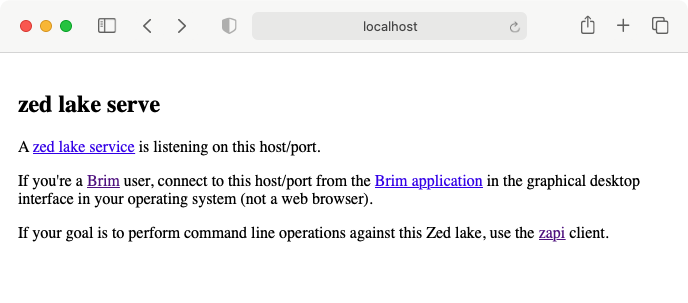 localhost
zed lake serve
A zed lake service is listening on this host/port.
If you're a Brim user, connect to this host/port from the Brim application in the graphical desktop
interface in your operating system (not a web browser).
If your goal is to perform command line operations against this Zed lake, use the zapi client.